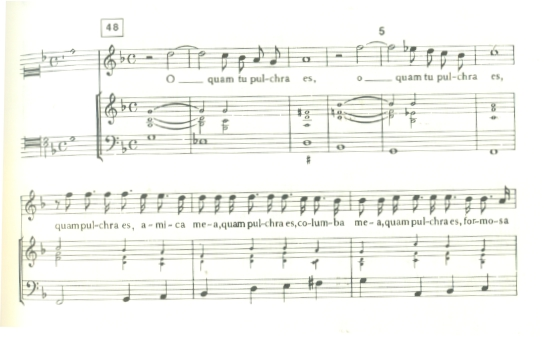 48
5
O quam tu pul-chra es, o quam tu pul-chra es,
quam pul-chra es, a-mi-ca me-a, quam pul-chra es, co-lum-ba me-a, quam pul-chra es, for-mo-sa